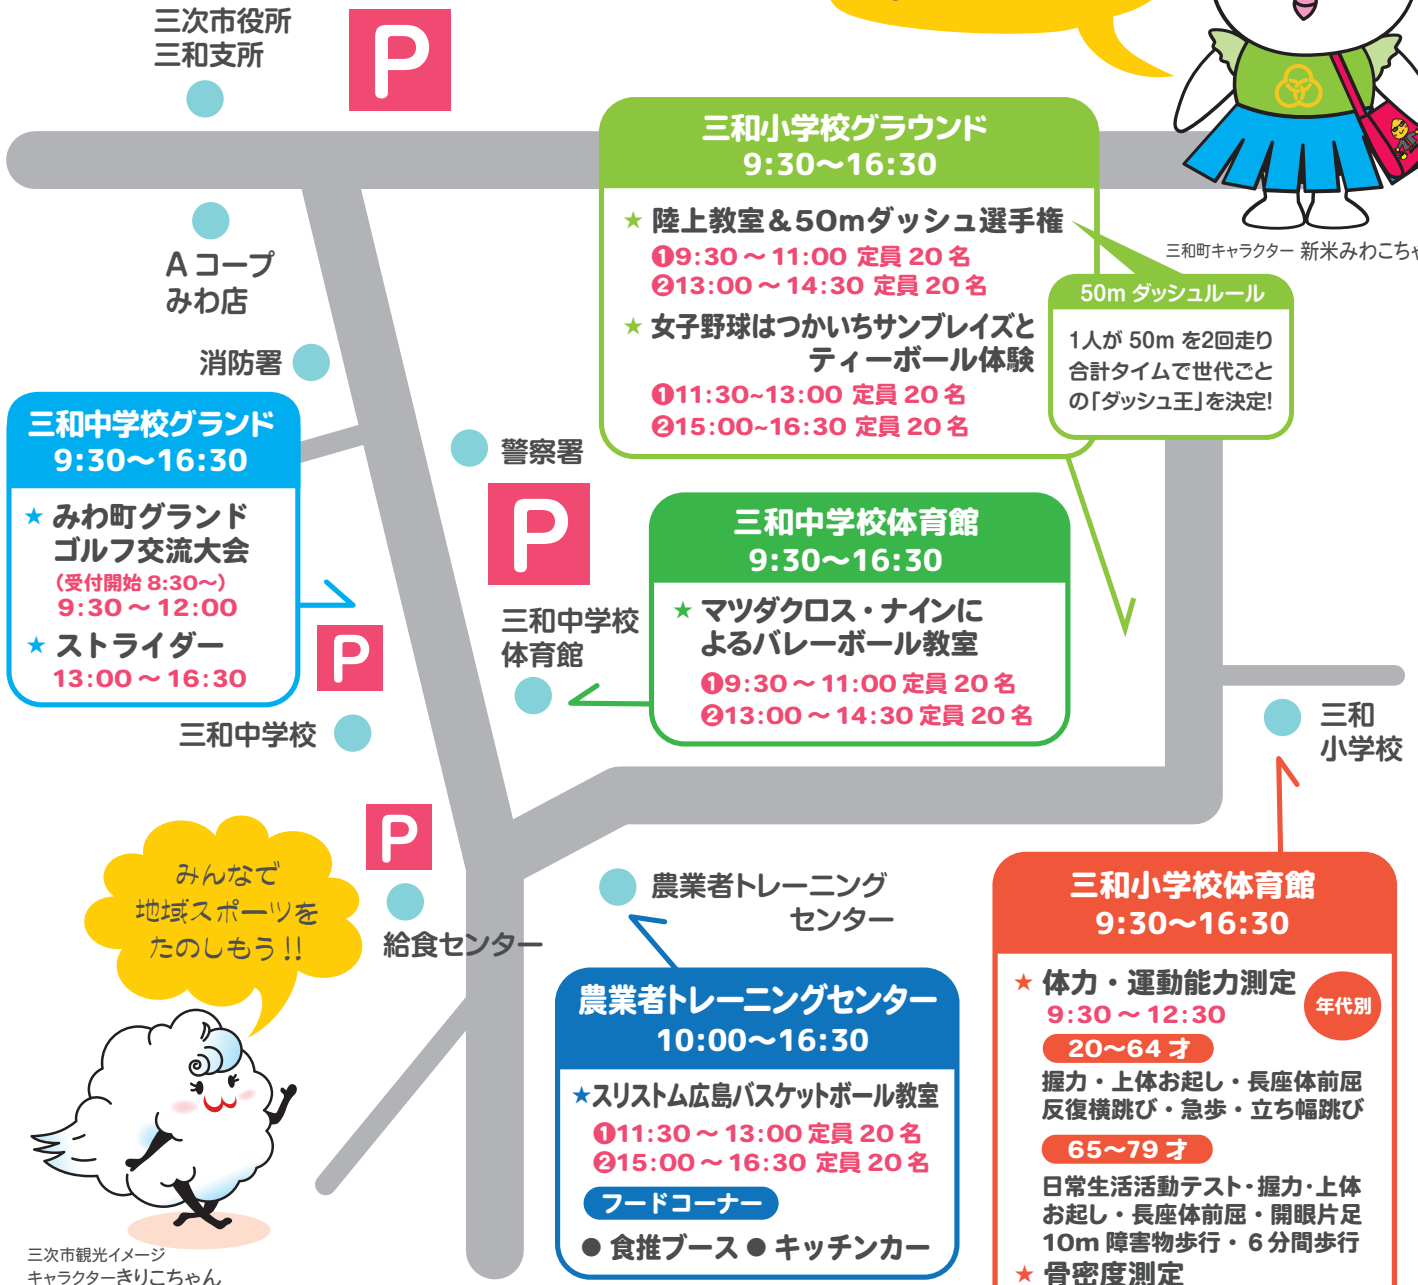 三次市役所
三和支所
P
三和小学校グラウンド
9:30～16:30
★ 陸上教室＆50mダッシュ選手権
❶9:30 ～ 11:00 定員 20 名
❷13:00 ～ 14:30 定員 20 名
★ 女子野球はつかいちサンブレイズと
ティーボール体験
❶11:30~13:00 定員 20 名
❷15:00~16:30 定員 20 名
三和町キャラクター 新米みわこちゃ
50m ダッシュルール
1人が 50m を2回走り
合計タイムで世代ごと
の「ダッシュ王」を決定!
A コープ
みわ店
消防署
三和中学校グランド
9:30～16:30
★ みわ町グランド
ゴルフ交流大会
（受付開始 8:30～）
9:30 ～ 12:00
★ ストライダー
13:00 ～ 16:30
P
三和中学校
警察署
P
三和中学校
体育館
三和中学校体育館
9:30～16:30
★ マツダクロス・ナインに
よるバレーボール教室
❶9:30 ～ 11:00 定員 20 名
❷13:00 ～ 14:30 定員 20 名
三和
小学校
みんなで
地域スポーツを
たのしもう!!
P
給食センター
農業者トレーニング
センター
農業者トレーニングセンター
10:00～16:30
★スリストム広島バスケットボール教室
❶11:30 ～ 13:00 定員 20 名
❷15:00 ～ 16:30 定員 20 名
フードコーナー
● 食推ブース ● キッチンカー
三和小学校体育館
9:30～16:30
★ 体力・運動能力測定
9:30 ～ 12:30
年代別
20～64 才
握力・上体お起し・長座体前屈
反復横跳び・急歩・立ち幅跳び
65～79 才
日常生活活動テスト・握力・上体
お起し・長座体前屈・開眼片足
10m 障害物歩行・６分間歩行
★ 骨密度測定
三次市観光イメージ
キャラクターきりこちゃん